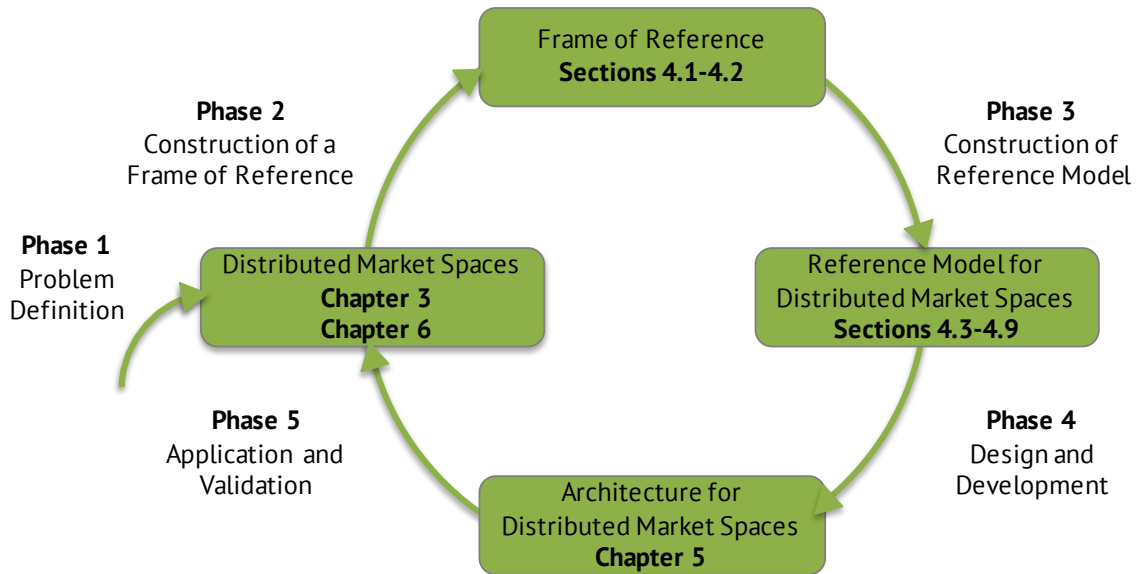 Frame of Reference
Sections 4.1-4.2
Phase 2
Construction of a
Frame of Reference
Phase 3
Construction of
Reference Model
Phase 1
Problem
Definition
Distributed Market Spaces
Chapter 3
Chapter 6
Reference Model for
Distributed Market Spaces
Sections 4.3-4.9
Phase 5
Application and
Validation
Phase 4
Design and
Development
Architecture for
Distributed Market Spaces
Chapter 5